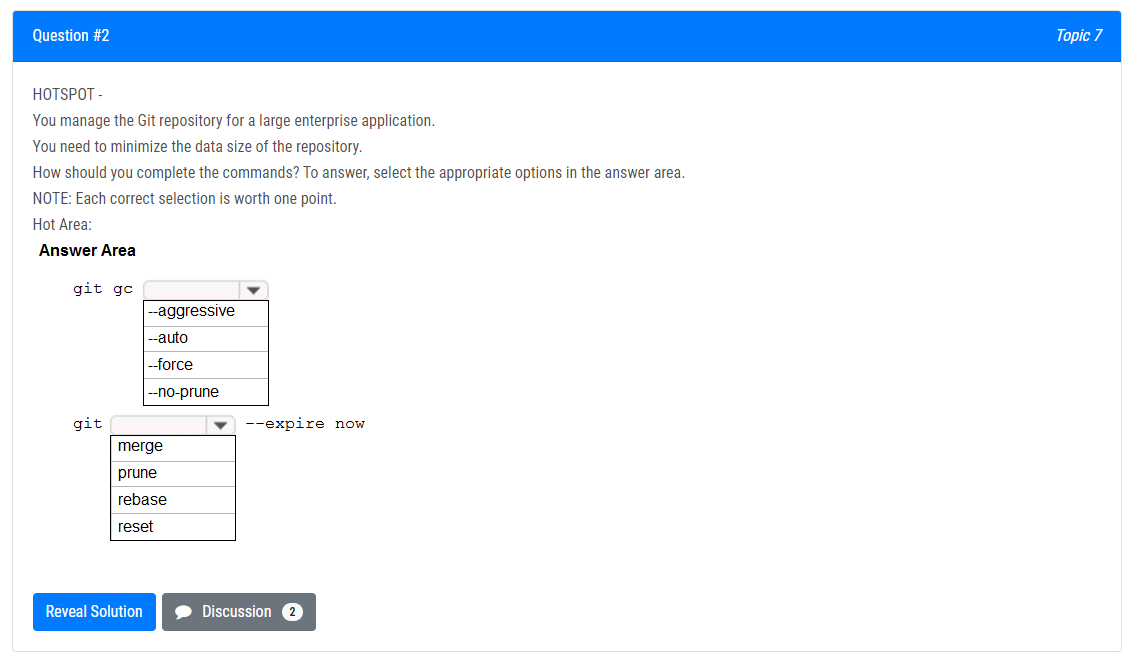 Question #2
Topic 7
HOTSPOT -
You manage the Git repository for a large enterprise application.
You need to minimize the data size of the repository.
How should you complete the commands? To answer, select the appropriate options in the answer area.
NOTE: Each correct selection is worth one point.
Hot Area:
Answer Area
git gc
--aggressive
--auto
--force
--no-prune
git --expire now
merge
prune
rebase
reset
Reveal Solution
Discussion 2